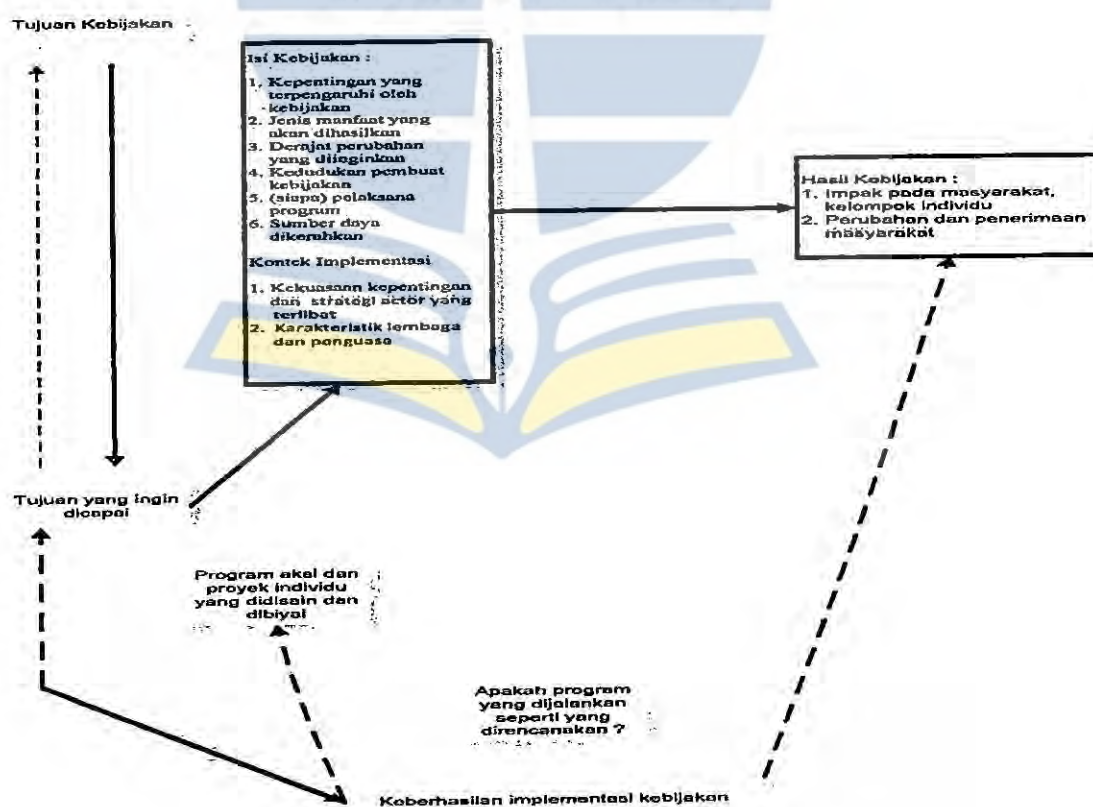 Tujuan Kebijakan
Isi Kebijakan :
1. Kepentingan yang
terpengaruhi oleh
kebijakan
2. Jenis manfaat yang
akan dihasilkan
3. Derajat perubahan
yang diinginkan
4. Kedudukan pembuat
kebijakan
5. (siapa) pelaksana
program
6. Sumber daya
dikerahkan
Kontek Implementasi
1. Kekuasaan kepentingan
dan strategi actor yang
terlibat
2. Karakteristik lembaga
dan penguasa
Hasil Kebijakan :
1. Impak pada masyarakat,
kelompok individu
2. Perubahan dan penerimaan
masyarakat
Tujuan yang ingin
dicapai
Program aksi dan
proyek individu
yang didisain dan
dibiyai
Apakah program
yang dijalankan
seperti yang
direncanakan ?
Keberhasilan implementasi kebijakan